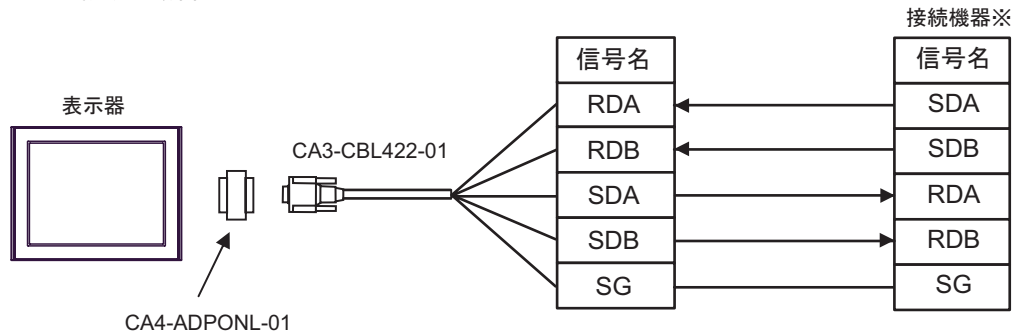 接続機器※
表示器
CA3-CBL422-01
CA4-ADPONL-01
信号名
RDA
RDB
SDA
SDB
SG
信号名
SDA
SDB
RDA
RDB
SG